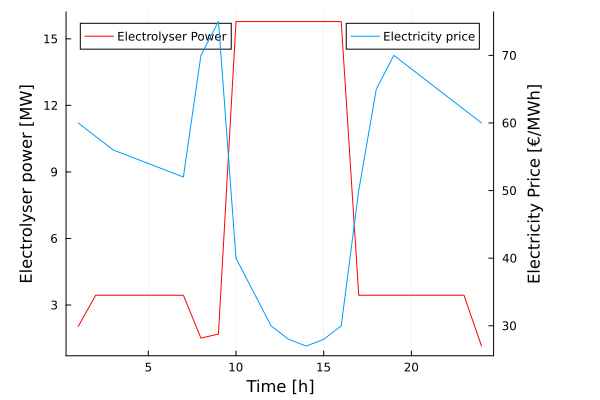 Electrolyser Power
Electricity price
15
12
9
6
3
70
60
50
40
30
5
10
15
20
Electrolyser power [MW]
Electricity Price [€/MWh]
Time [h]